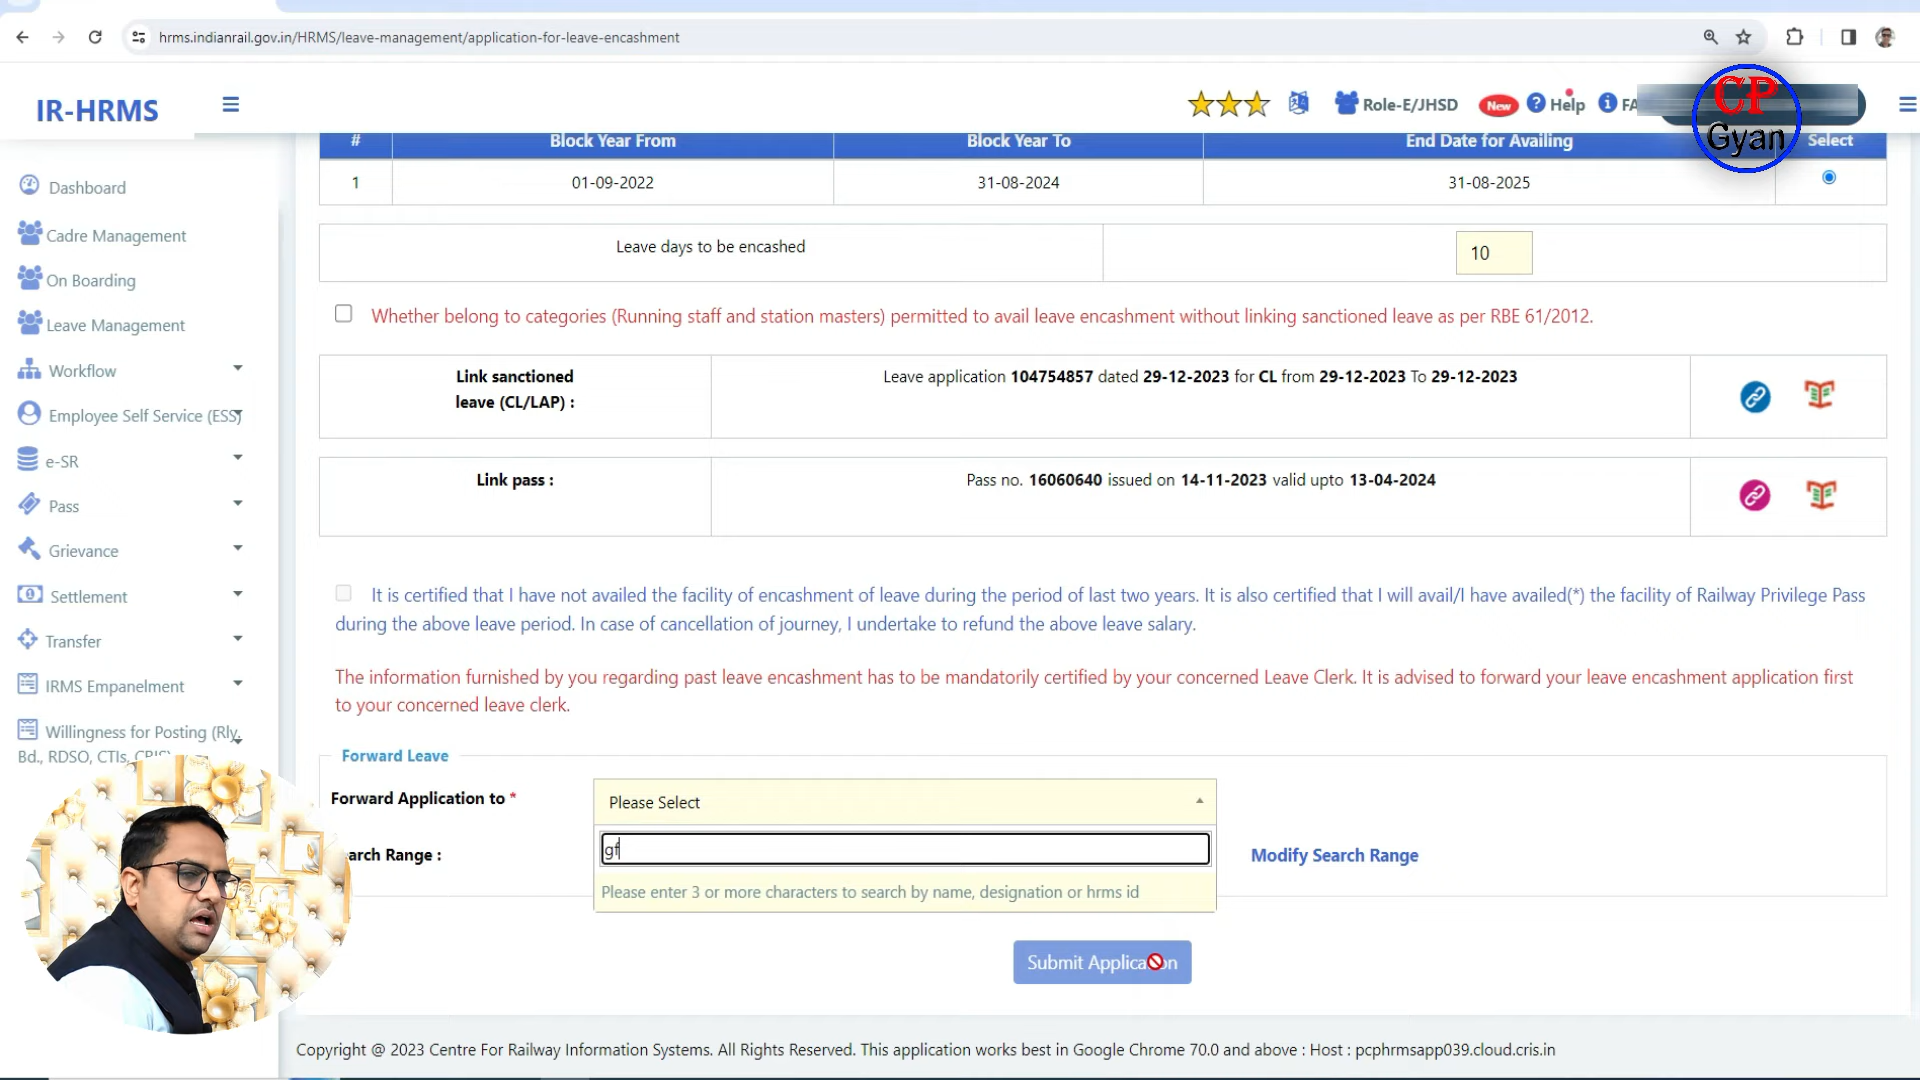 hrms.indianrail.gov.in/HRMS/leave-management/application-for-leave-encashment
IR-HRMS
Role-E/JHSD
New
Help
FA
CP
Gyan
Dashboard
Cadre Management
On Boarding
Leave Management
Workflow
Employee Self Service (ESS)
e-SR
Pass
Grievance
Settlement
Transfer
IRMS Empanelment
Willingness for Posting (Rly.
Bd., RDSO, CTIs, CRIS)
# Block Year From Block Year To End Date for Availing Select
1 01-09-2022 31-08-2024 31-08-2025
Leave days to be encashed 10
Whether belong to categories (Running staff and station masters) permitted to avail leave encashment without linking sanctioned leave as per RBE 61/2012.
Link sanctioned
leave (CL/LAP) :
Leave application 104754857 dated 29-12-2023 for CL from 29-12-2023 To 29-12-2023
Link pass :
Pass no. 16060640 issued on 14-11-2023 valid upto 13-04-2024
It is certified that I have not availed the facility of encashment of leave during the period of last two years. It is also certified that I will avail/I have availed(*) the facility of Railway Privilege Pass
during the above leave period. In case of cancellation of journey, I undertake to refund the above leave salary.
The information furnished by you regarding past leave encashment has to be mandatorily certified by your concerned Leave Clerk. It is advised to forward your leave encashment application first
to your concerned leave clerk.
Forward Leave
Forward Application to *
Please Select
arch Range :
gf
Modify Search Range
Please enter 3 or more characters to search by name, designation or hrms id
Submit Application
Copyright @ 2023 Centre For Railway Information Systems. All Rights Reserved. This application works best in Google Chrome 70.0 and above : Host : pcphrmsapp039.cloud.cris.in